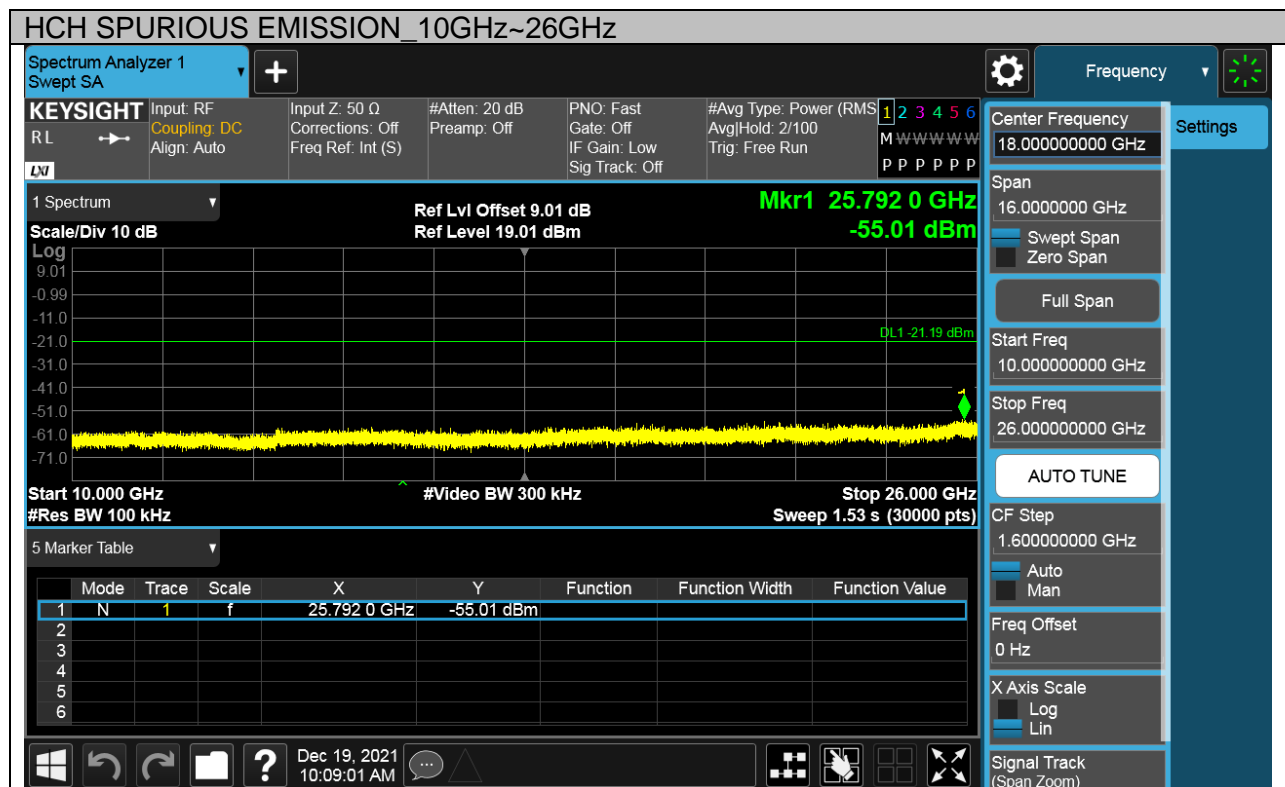 HCH SPURIOUS EMISSION_10GHz~26GHz
Spectrum Analyzer 1
Swept SA
+
Frequency
KEYSIGHT
RL
LXI
Input: RF
Coupling: DC
Align: Auto
Input Z: 50 Ω
Corrections: Off
Freq Ref: Int (S)
#Atten: 20 dB
Preamp: Off
PNO: Fast
Gate: Off
IF Gain: Low
Sig Track: Off
#Avg Type: Power (RMS
Avg|Hold: 2/100
Trig: Free Run
1 2 3 4 5 6
M W W W W W
P P P P P P
1 Spectrum
Scale/Div 10 dB
Ref Lvl Offset 9.01 dB
Ref Level 19.01 dBm
Mkr1 25.792 0 GHz
-55.01 dBm
Log
9.01
-0.99
-11.0
-21.0
-31.0
-41.0
-51.0
-61.0
-71.0
DL1 -21.19 dBm
1
Start 10.000 GHz
#Video BW 300 kHz
Stop 26.000 GHz
#Res BW 100 kHz
Sweep 1.53 s (30000 pts)
5 Marker Table
Mode Trace Scale X Y Function Function Width Function Value
1 N 1 f 25.792 0 GHz -55.01 dBm
2
3
4
5
6
?
Dec 19, 2021
10:09:01 AM
Center Frequency
18.000000000 GHz
Span
16.0000000 GHz
Swept Span
Zero Span
Full Span
Start Freq
10.000000000 GHz
Stop Freq
26.000000000 GHz
AUTO TUNE
CF Step
1.600000000 GHz
Auto
Man
Freq Offset
0 Hz
X Axis Scale
Log
Lin
Signal Track
(Span Zoom)
Settings